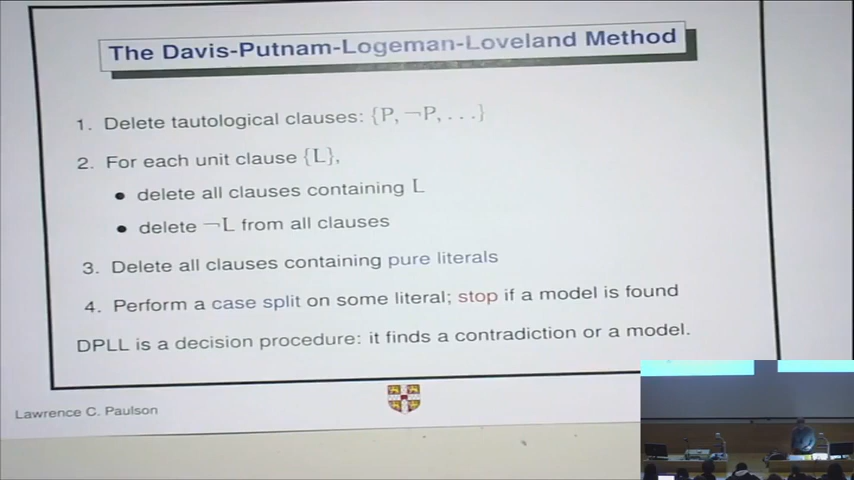 The Davis-Putnam-Logeman-Loveland Method
1. Delete tautological clauses: {P, ¬P, . . .}
2. For each unit clause {L},
● delete all clauses containing L
● delete ¬L from all clauses
3. Delete all clauses containing pure literals
4. Perform a case split on some literal; stop if a model is found
DPLL is a decision procedure: it finds a contradiction or a model.
Lawrence C. Paulson